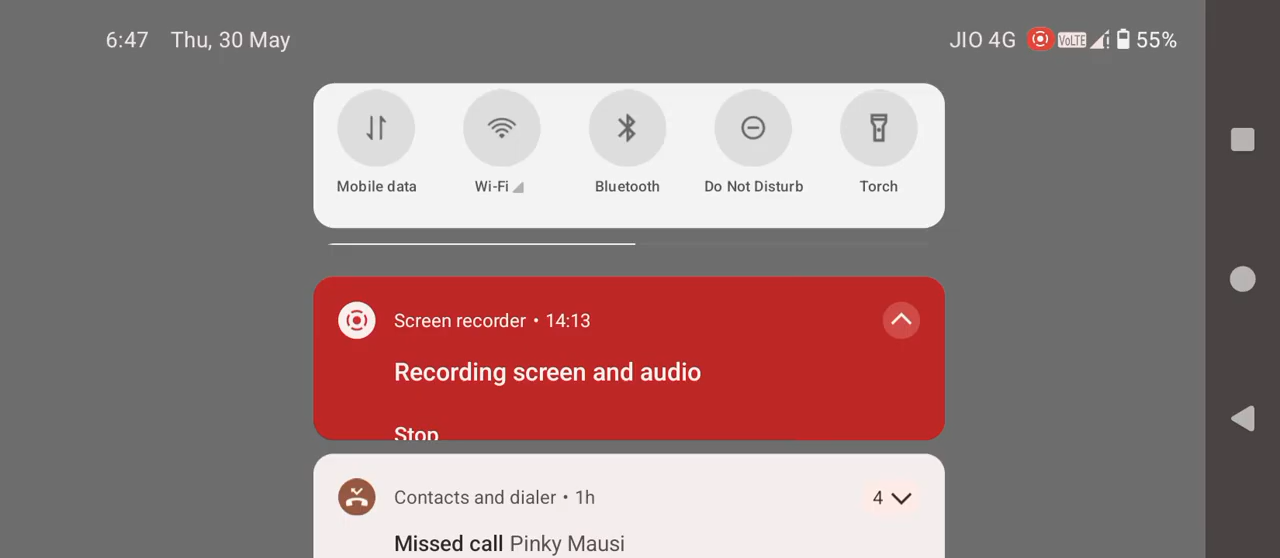 6:47 Thu, 30 May JIO 4G VoLTE 55%
Mobile data Wi-Fi Bluetooth Do Not Disturb Torch
Screen recorder • 14:13
Recording screen and audio
Stop
Contacts and dialer • 1h 4
Missed call Pinky Mausi